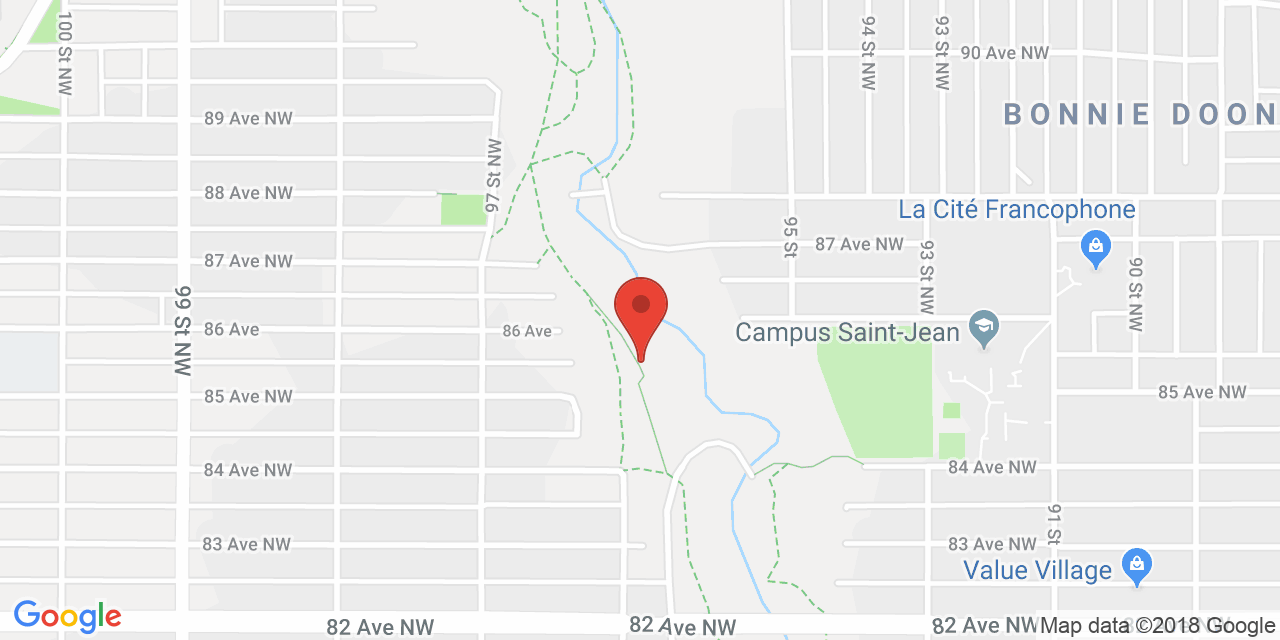 100 St NW
94 St NW
93 St NW
90 Ave NW
BONNIE DOON
89 Ave NW
97 St NW
88 Ave NW
La Cité Francophone
95 St
87 Ave NW
93 St NW
87 Ave NW
90 St NW
99 St NW
86 Ave
86 Ave
Campus Saint-Jean
85 Ave NW
85 Ave NW
84 Ave NW
84 Ave NW
91 St
83 Ave NW
83 Ave NW
Value Village
Google
82 Ave NW
82 Ave NW
82 Ave NW
Map data ©2018 Google